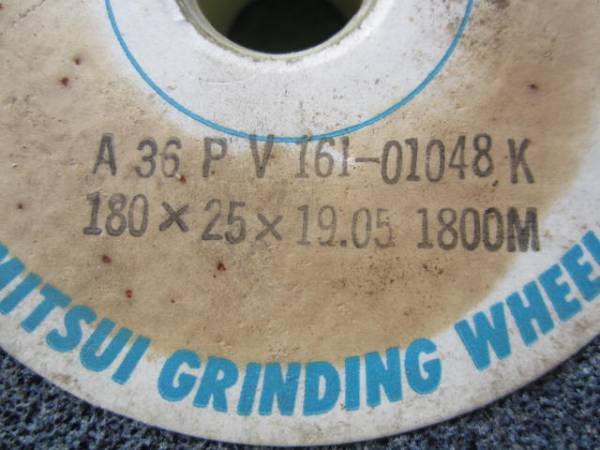 A 36 P V 161-01048 K
180 × 25 × 19.05 1800M
MITSUI GRINDING WHEEL